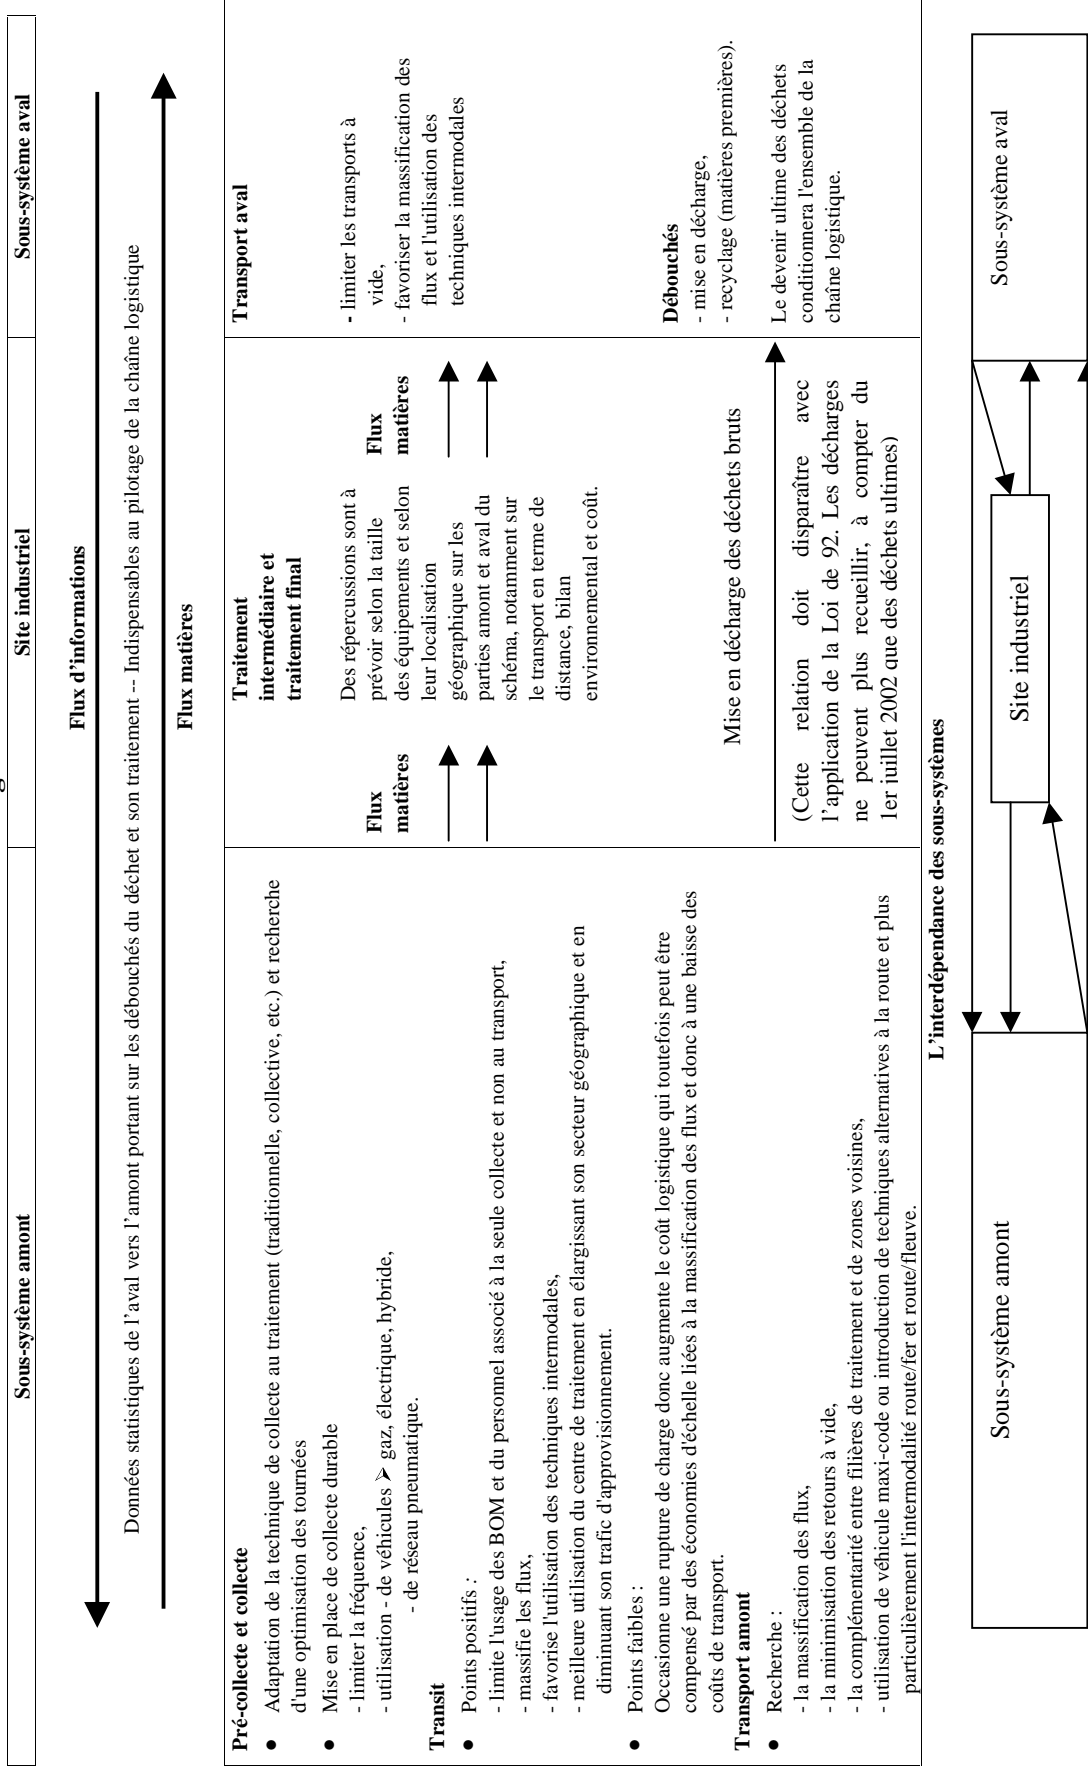 Sous-système amont
Site industriel
Sous-système aval
Flux d'informations
Données statistiques de l'aval vers l'amont portant sur les débouchés du déchet et son traitement -- Indispensables au pilotage de la chaîne logistique
Flux matières
Pré-collecte et collecte
● Adaptation de la technique de collecte au traitement (traditionnelle, collective, etc.) et recherche
d'une optimisation des tournées
● Mise en place de collecte durable
- limiter la fréquence,
- utilisation - de véhicules ➢ gaz, électrique, hybride,
- de réseau pneumatique.
Transit
● Points positifs :
- limite l'usage des BOM et du personnel associé à la seule collecte et non au transport,
- massifie les flux,
- favorise l'utilisation des techniques intermodales,
- meilleure utilisation du centre de traitement en élargissant son secteur géographique et en
diminuant son trafic d'approvisionnement.
● Points faibles :
Occasionne une rupture de charge donc augmente le coût logistique qui toutefois peut être
compensé par des économies d'échelle liées à la massification des flux et donc à une baisse des
coûts de transport.
Transport amont
● Recherche :
- la massification des flux,
- la minimisation des retours à vide,
- la complémentarité entre filières de traitement et de zones voisines,
- utilisation de véhicule maxi-code ou introduction de techniques alternatives à la route et plus
particulièrement l'intermodalité route/fer et route/fleuve.
Flux
matières
Traitement
intermédiaire et
traitement final
Des répercussions sont à
prévoir selon la taille
des équipements et selon
leur localisation
géographique sur les
parties amont et aval du
schéma, notamment sur
le transport en terme de
distance, bilan
environnemental et coût.
Flux
matières
Mise en décharge des déchets bruts
(Cette relation doit disparaître avec
l'application de la Loi de 92. Les décharges
ne peuvent plus recueillir, à compter du
1er juillet 2002 que des déchets ultimes)
Transport aval
- limiter les transports à
vide,
- favoriser la massification des
flux et l'utilisation des
techniques intermodales
Débouchés
- mise en décharge,
- recyclage (matières premières).
Le devenir ultime des déchets
conditionnera l'ensemble de la
chaîne logistique.
L'interdépendance des sous-systèmes
Sous-système amont
Site industriel
Sous-système aval